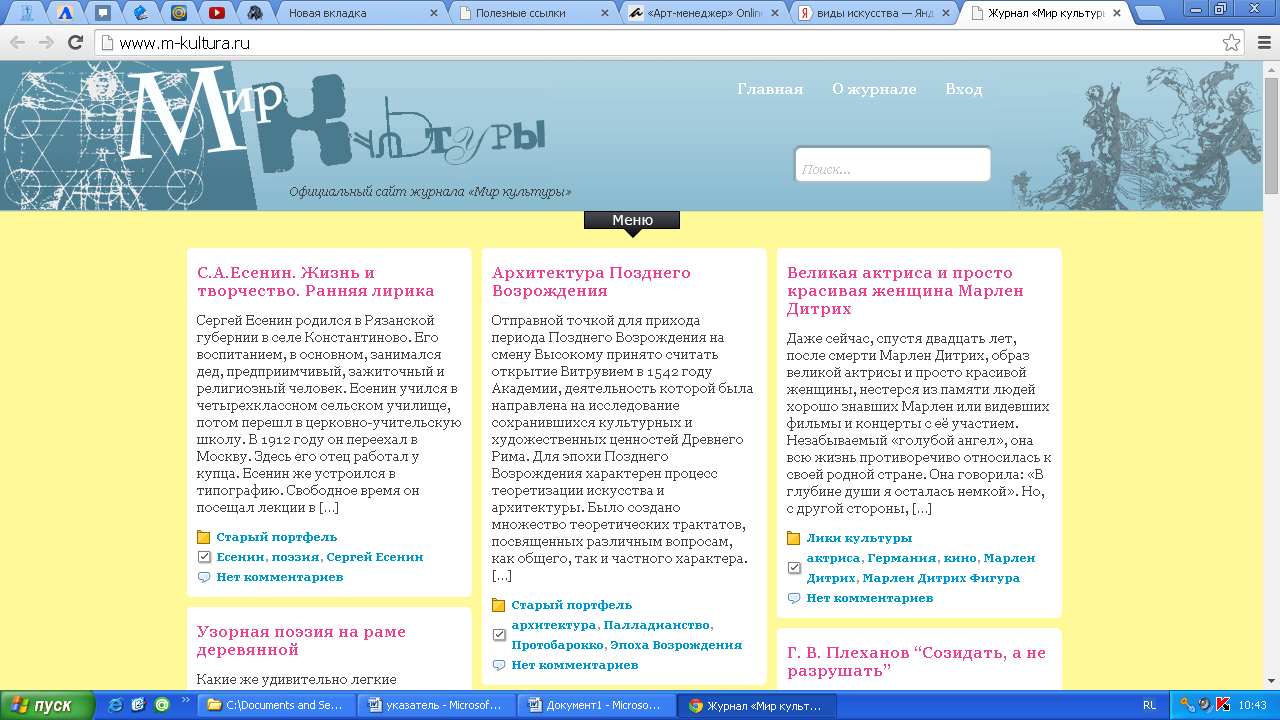 Новая вкладка
Полезные ссылки
«Арт-менеджер» Onlin
виды искусства — Янд
Журнал «Мир культур
www.m-kultura.ru
Мир
Культуры
Официальный сайт журнала «Мир культуры»
Главная О журнале Вход
Поиск...
Меню
С.А.Есенин. Жизнь и
творчество. Ранняя лирика
Сергей Есенин родился в Рязанской
губернии в селе Константиново. Его
воспитанием, в основном, занимался
дед, предприимчивый, зажиточный и
религиозный человек. Есенин учился в
четырехклассном сельском училище,
потом перешл в церковно-учительскую
школу. В 1912 году он переехал в
Москву. Здесь его отец работал у
купца. Есенин же устроился в
типографию. Свободное время он
посещал лекции в [...]
Старый портфель
Есенин, поэзия, Сергей Есенин
Нет комментариев
Узорная поэзия на раме
деревянной
Какие же удивительно легкие
Архитектура Позднего
Возрождения
Отправной точкой для прихода
периода Позднего Возрождения на
смену Высокому принято считать
открытие Витрувием в 1542 году
Академии, деятельность которой была
направлена на исследование
сохранившихся культурных и
художественных ценностей Древнего
Рима. Для эпохи Позднего
Возрождения характерен процесс
теоретизации искусства и
архитектуры. Было создано
множество теоретических трактатов,
посвященных различным вопросам,
как общего, так и частного характера.
[...]
Старый портфель
архитектура, Палладианство,
Протобарокко, Эпоха Возрождения
Нет комментариев
Великая актриса и просто
красивая женщина Марлен
Дитрих
Даже сейчас, спустя двадцать лет,
после смерти Марлен Дитрих, образ
великой актрисы и просто красивой
женщины, нестерся из памяти людей
хорошо знавших Марлен или видевших
фильмы и концерты с её участием.
Незабываемый «голубой ангел», она
всю жизнь противоречиво относилась к
своей родной стране. Она говорила: «В
глубине души я осталась немкой». Но,
с другой стороны, [...]
Лики культуры
актриса, Германия, кино, Марлен
Дитрих, Марлен Дитрих Фигура
Нет комментариев
Г. В. Плеханов “Созидать, а не
разрушать”
пуск
C:\Documents and Se...
указатель - Microsof...
Документ1 - Microso...
Журнал «Мир культ...
RL
10:43